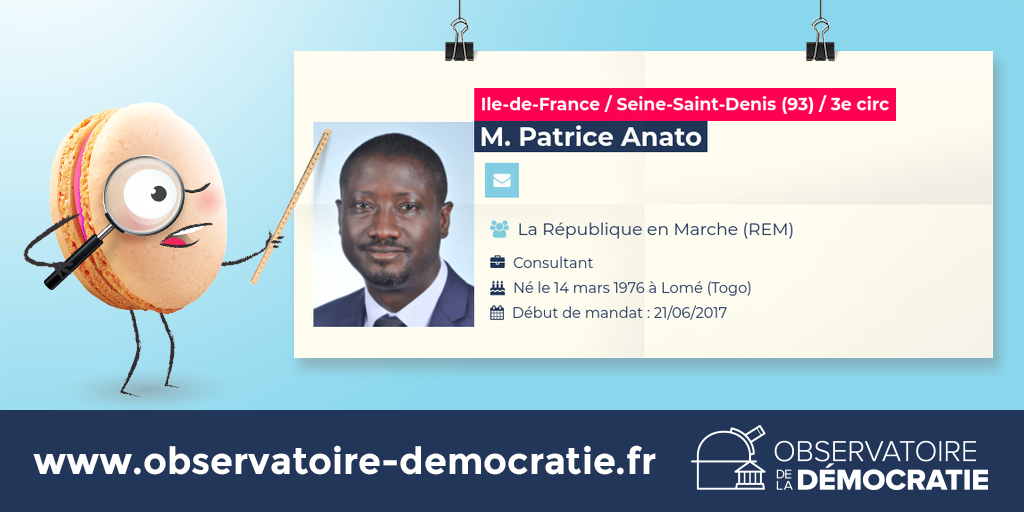 Ile-de-France / Seine-Saint-Denis (93) / 3e circ
M. Patrice Anato
La République en Marche (REM)
Consultant
Né le 14 mars 1976 à Lomé (Togo)
Début de mandat : 21/06/2017
www.observatoire-democratie.fr
OBSERVATOIRE
DE LA DÉMOCRATIE